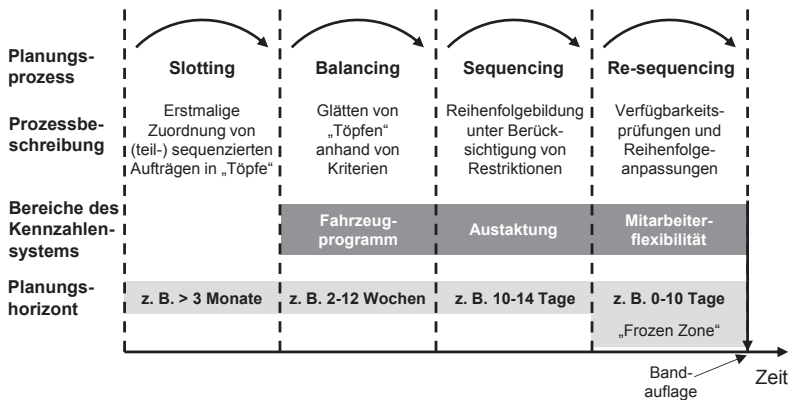 Planungs-
prozess
Slotting
Balancing
Sequencing
Re-sequencing
Prozessbe-
schreibung
Erstmalige
Zuordnung von
(teil-) sequenzierten
Aufträgen in „Töpfe“
Glätten von
„Töpfen“
anhand von
Kriterien
Reihenfolgebildung
unter Berück-
sichtigung von
Restriktionen
Verfügbarkeits-
prüfungen und
Reihenfolge-
anpassungen
Bereiche des
Kennzahlen-
systems
Fahrzeug-
programm
Austaktung
Mitarbeiter-
flexibilität
Planungs-
horizont
z. B. > 3 Monate
z. B. 2-12 Wochen
z. B. 10-14 Tage
z. B. 0-10 Tage
„Frozen Zone“
Band-
auflage
Zeit